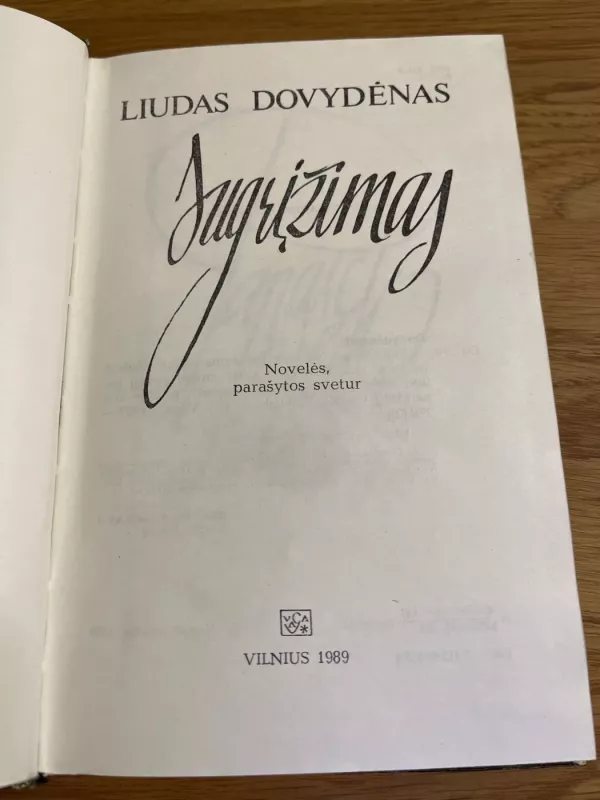 LIUDAS DOVYDĖNAS
Sugrįžimas
Novelės,
parašytos svetur
VILNIUS 1989